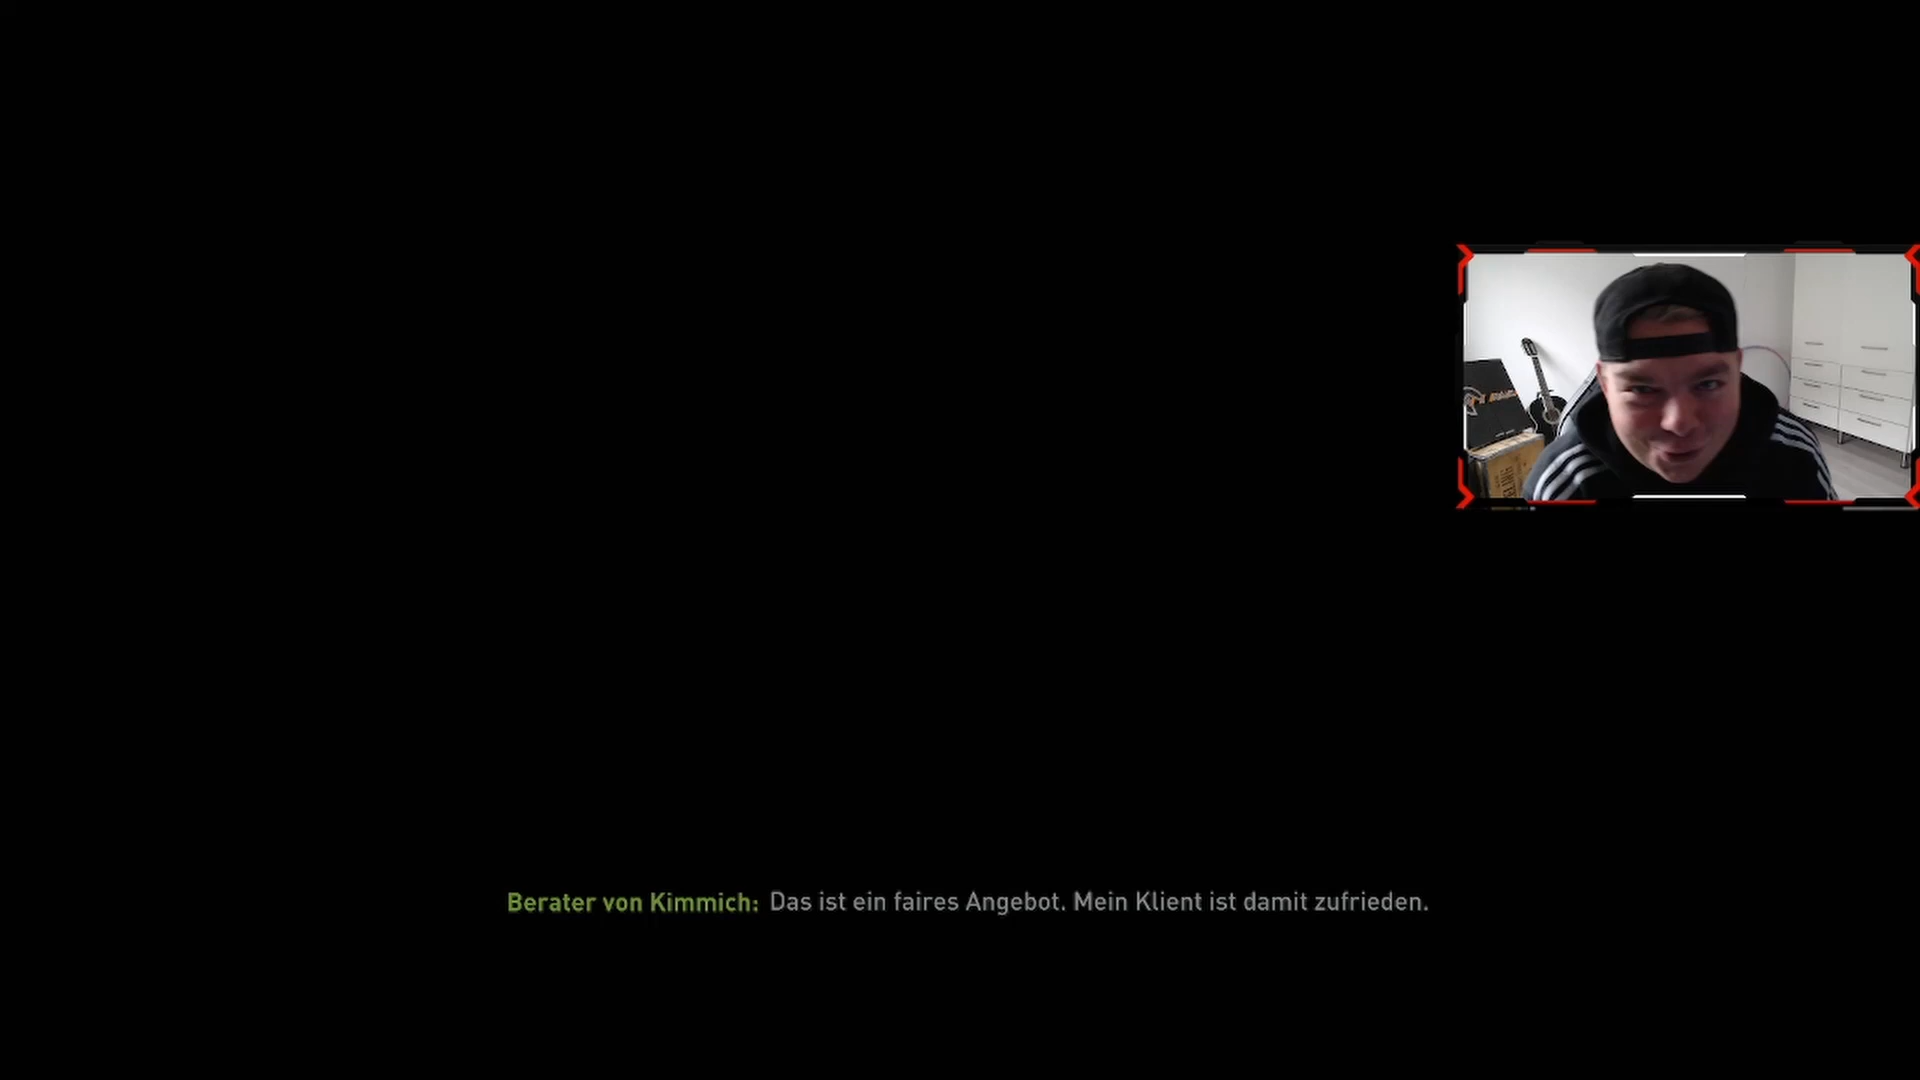 Berater von Kimmich: Das ist ein faires Angebot. Mein Klient ist damit zufrieden.